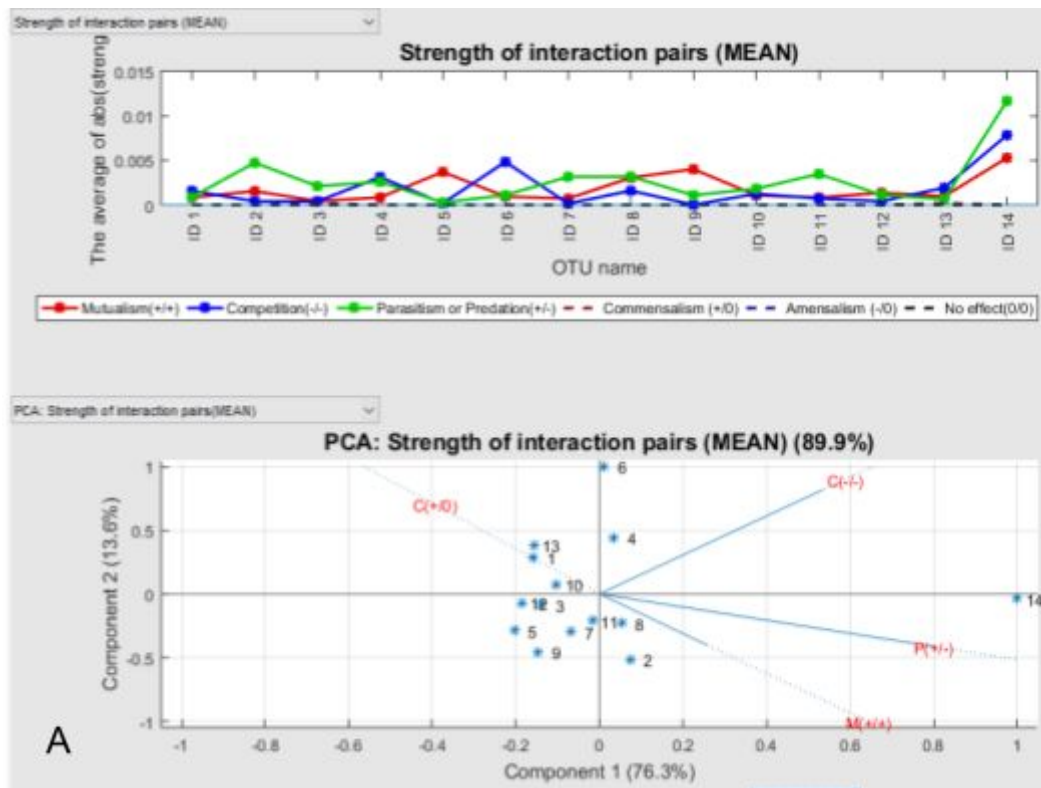 Strength of interaction pairs (MEAN)
Strength of interaction pairs (MEAN)
The average of abs(streng
0.015
0.01
0.005
0
ID 1
ID 2
ID 3
ID 4
ID 5
ID 6
ID 7
ID 8
ID 9
ID 10
ID 11
ID 12
ID 13
ID 14
OTU name
Mutualism(+/+) Competition(-/-) Parasitism or Predation(+/-) Commensalism (+/0) Amensalism (-/0) No effect(0/0)
PCA: Strength of interaction pairs(MEAN)
PCA: Strength of interaction pairs (MEAN) (89.9%)
Component 2 (13.6%)
1
0.5
0
-0.5
-1
6
C(-/-)
C(+/0)
4
13
1
10
14
12
3
11
8
5
7
P(+/-)
9
2
M(+/+)
A
-1 -0.8 -0.6 -0.4 -0.2 0 0.2 0.4 0.6 0.8 1
Component 1 (76.3%)